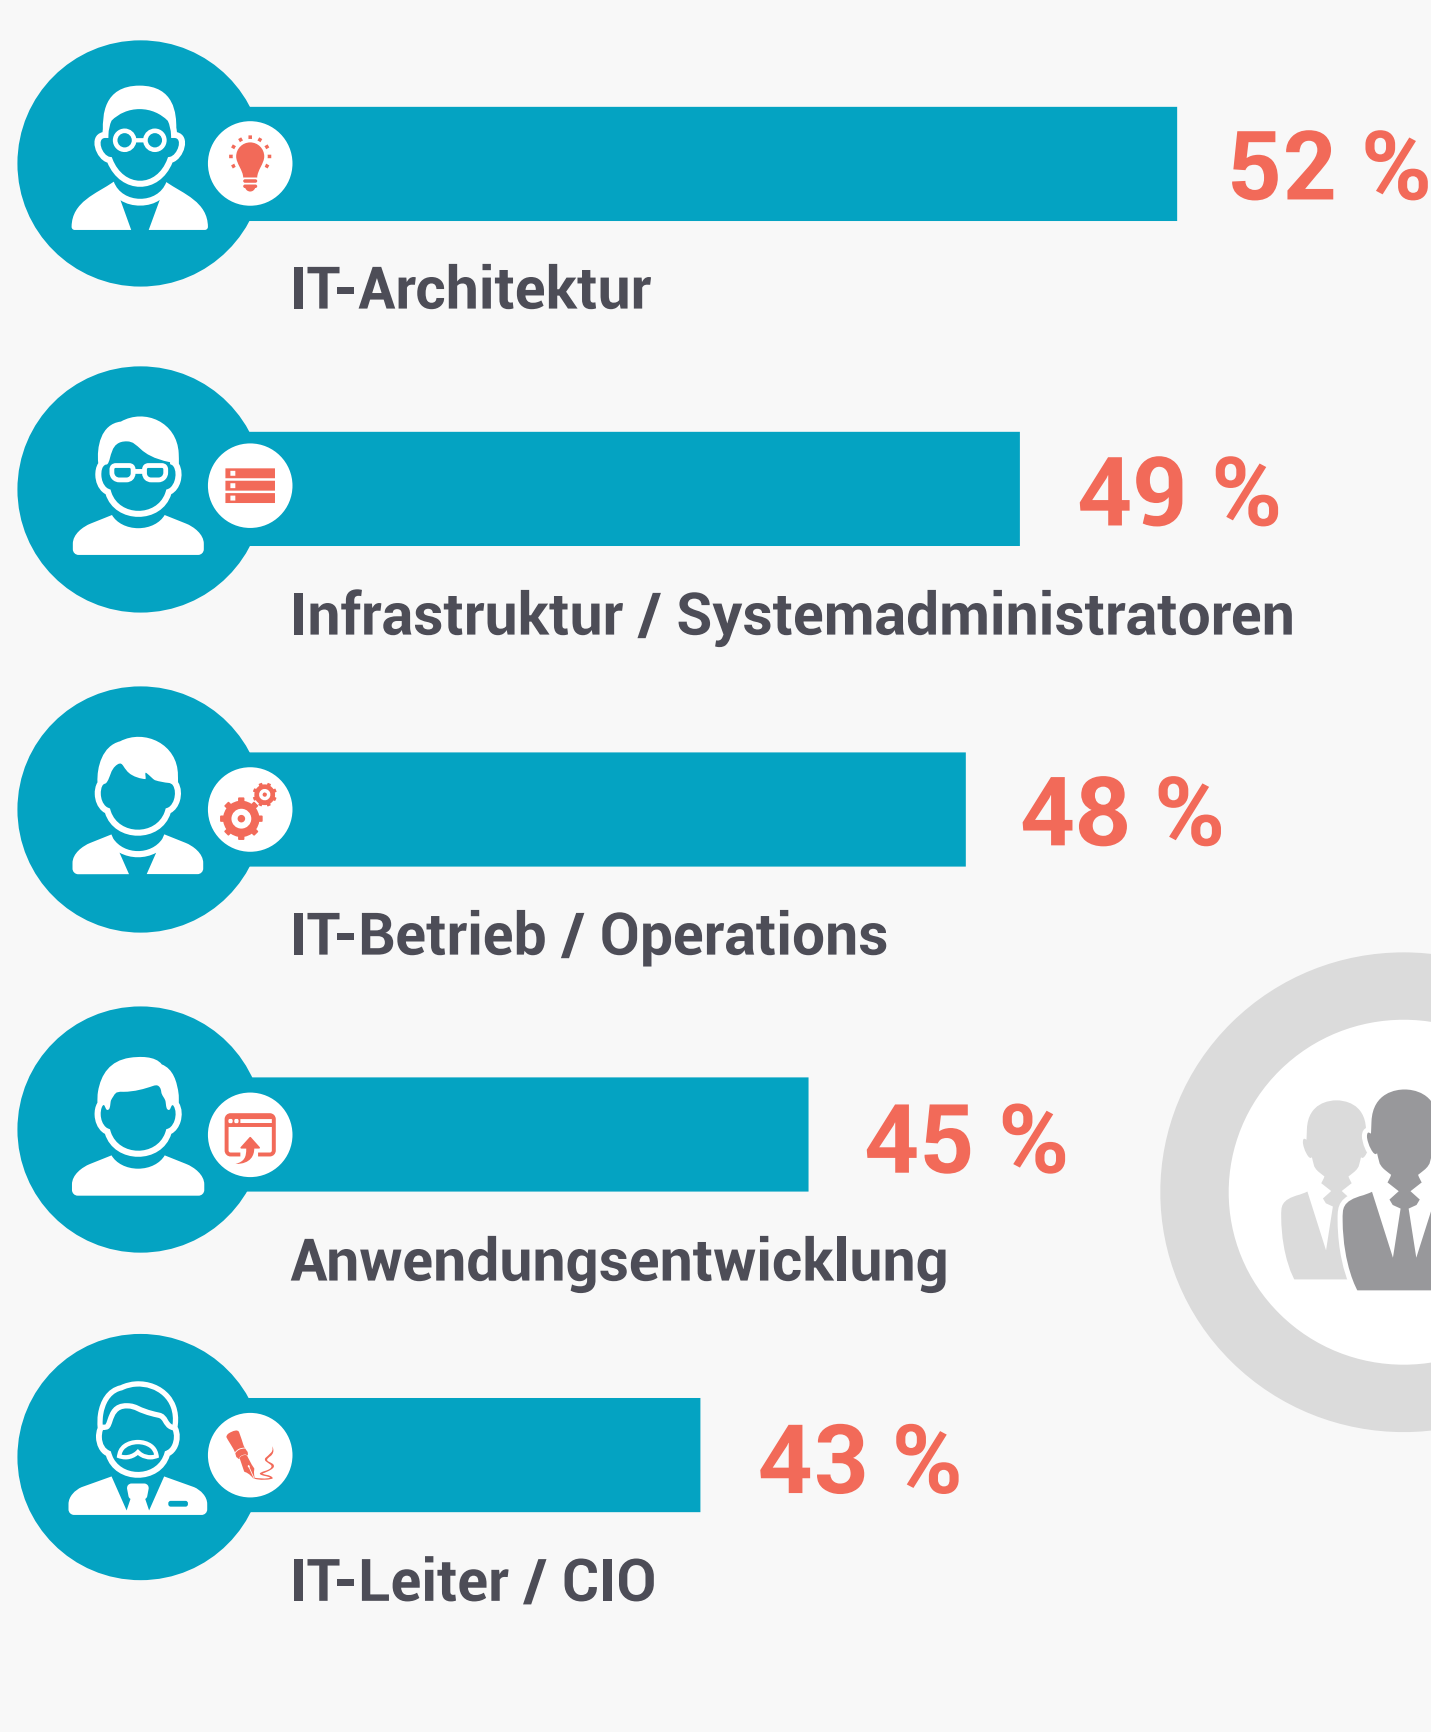 52 %
IT-Architektur
49 %
Infrastruktur / Systemadministratoren
48 %
IT-Betrieb / Operations
45 %
Anwendungsentwicklung
43 %
IT-Leiter / CIO